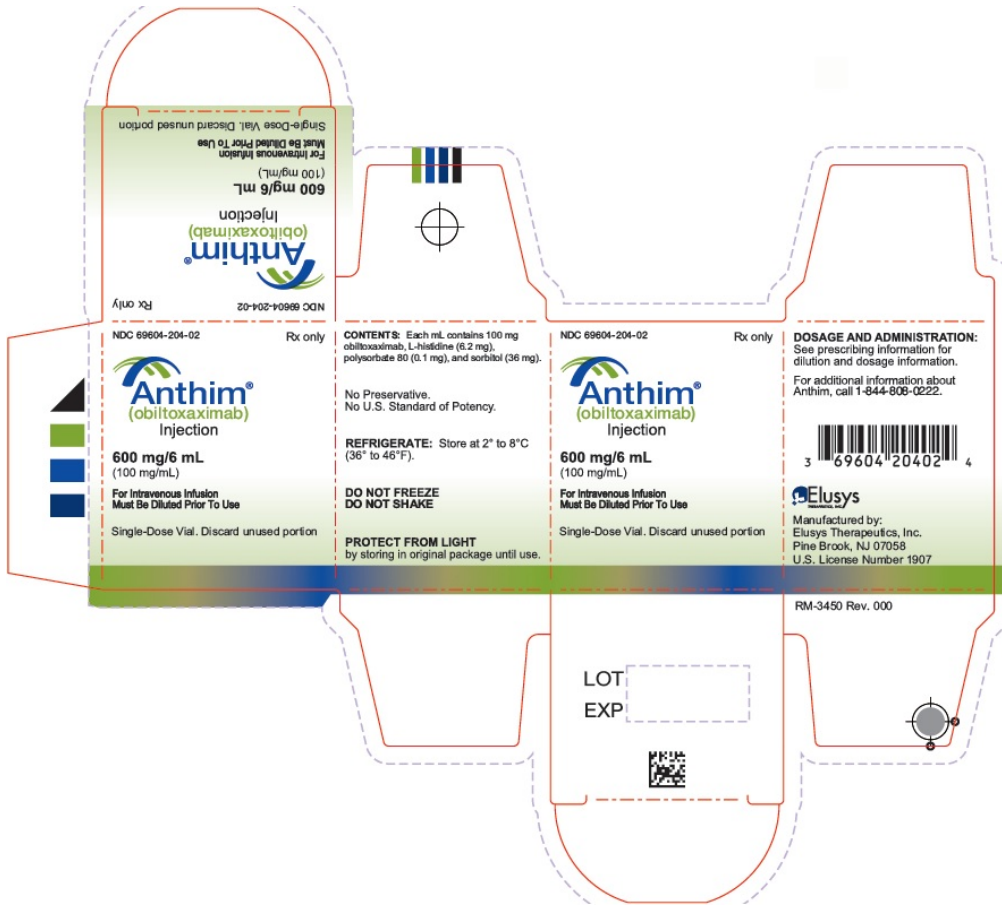 Single-Dose Vial. Discard unused portion
Must Be Diluted Prior To Use
For Intravenous Infusion
(100 mg/mL)
600 mg/6 mL
Injection
(obiltoxaximab)
Anthim®
Rx only
NDC 69604-204-02
NDC 69604-204-02
Rx only
Anthim®
(obiltoxaximab)
Injection
600 mg/6 mL
(100 mg/mL)
For Intravenous Infusion
Must Be Diluted Prior To Use
Single-Dose Vial. Discard unused portion
CONTENTS: Each mL contains 100 mg
obiltoxaximab, L-histidine (6.2 mg),
polysorbate 80 (0.1 mg), and sorbitol (36 mg).
No Preservative.
No U.S. Standard of Potency.
REFRIGERATE: Store at 2° to 8°C
(36° to 46°F).
DO NOT FREEZE
DO NOT SHAKE
PROTECT FROM LIGHT
by storing in original package until use.
NDC 69604-204-02
Rx only
Anthim®
(obiltoxaximab)
Injection
600 mg/6 mL
(100 mg/mL)
For Intravenous Infusion
Must Be Diluted Prior To Use
Single-Dose Vial. Discard unused portion
DOSAGE AND ADMINISTRATION:
See prescribing information for
dilution and dosage information.
For additional information about
Anthim, call 1-844-808-0222.
3 69604 20402 4
Elusys
THERAPEUTICS, INC.
Manufactured by:
Elusys Therapeutics, Inc.
Pine Brook, NJ 07058
U.S. License Number 1907
RM-3450 Rev. 000
LOT
EXP